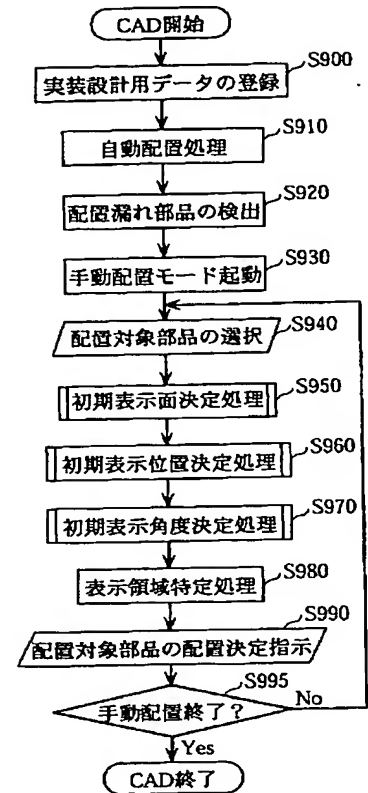 CAD開始
S900
実装設計用データの登録
S910
自動配置処理
S920
配置漏れ部品の検出
S930
手動配置モード起動
S940
配置対象部品の選択
S950
初期表示面決定処理
S960
初期表示位置決定処理
S970
初期表示角度決定処理
S980
表示領域特定処理
S990
配置対象部品の配置決定指示
S995
手動配置終了？
No
Yes
CAD終了